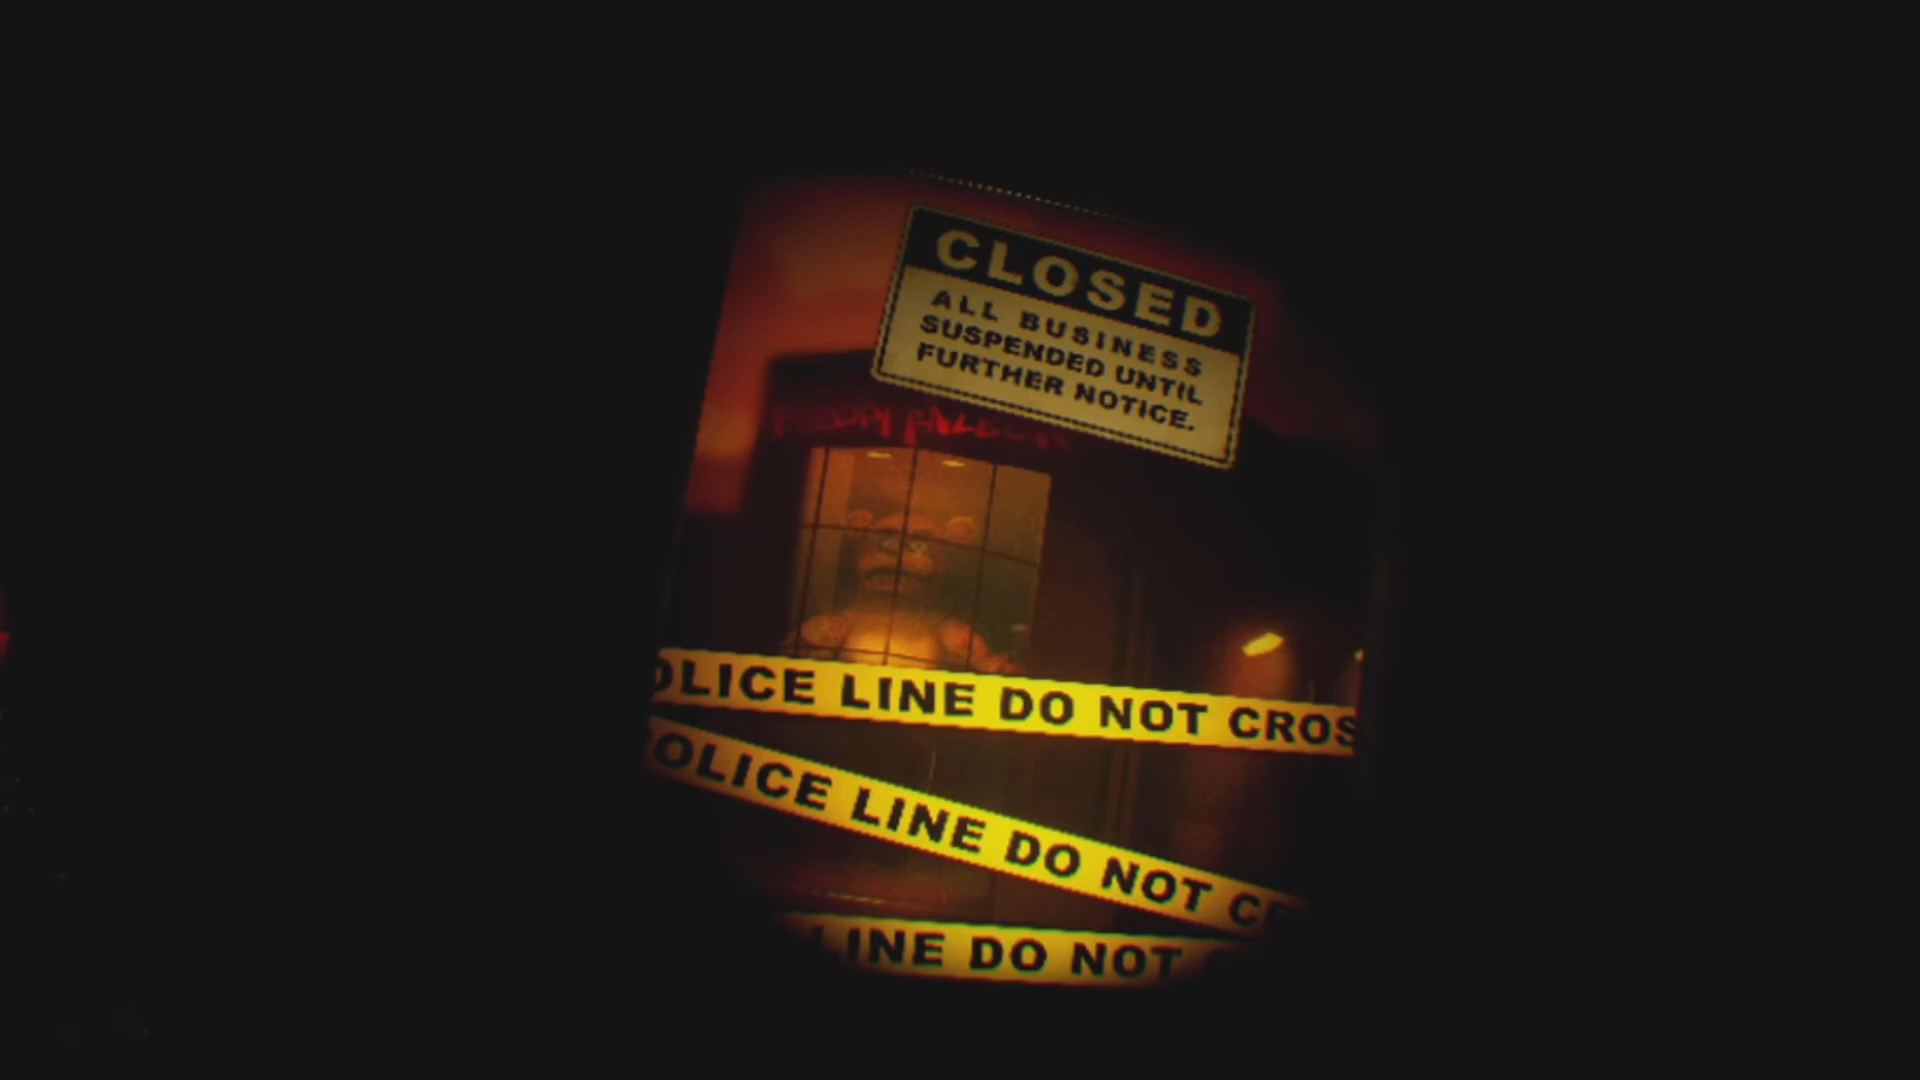 CLOSED
ALL BUSINESS
SUSPENDED UNTIL
FURTHER NOTICE.
OLICE LINE DO NOT CROS
OLICE LINE DO NOT C
LINE DO NOT